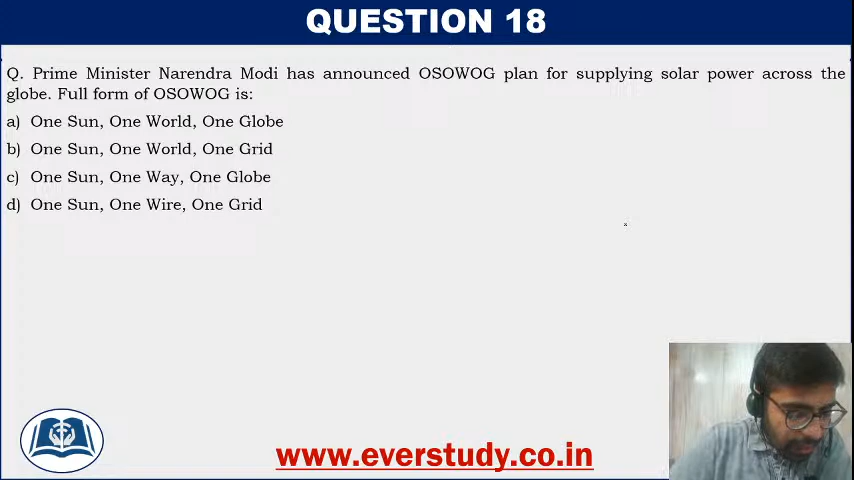 QUESTION 18
Q. Prime Minister Narendra Modi has announced OSOWOG plan for supplying solar power across the
globe. Full form of OSOWOG is:
a) One Sun, One World, One Globe
b) One Sun, One World, One Grid
c) One Sun, One Way, One Globe
d) One Sun, One Wire, One Grid
www.everstudy.co.in